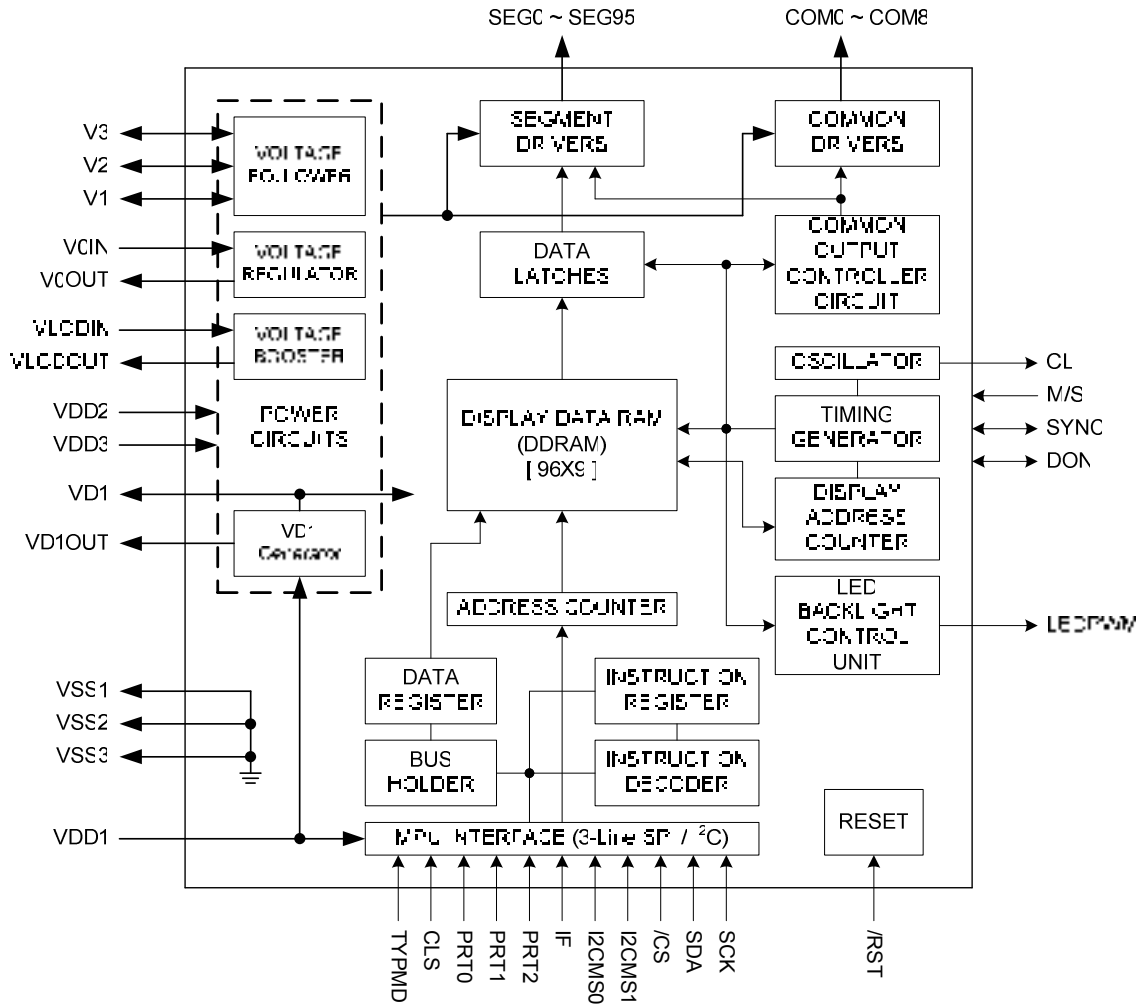 SEG0 ~ SEG95
COM0 ~ COM8
V3
V2
V1
V0IN
V0OUT
VLCDIN
VLCDOUT
VDD2
VDD3
VD1
VD1OUT
VSS1
VSS2
VSS3
VDD1
VOLTAGE
FOLLOWER
VOLTAGE
REGULATOR
VOLTAGE
BOOSTER
POWER
CIRCUITS
VD1
Generator
SEGMENT
DRIVERS
COMMON
DRIVERS
DATA
LATCHES
COMMON
OUTPUT
CONTROLLER
CIRCUIT
DISPLAY DATA RAM
(DDRAM)
[ 96X9 ]
OSCILLATOR
TIMING
GENERATOR
DISPLAY
ADDRESS
COUNTER
LED
BACKLIGHT
CONTROL
UNIT
CL
M/S
SYNC
DON
LEDPWM
ADDRESS COUNTER
DATA
REGISTER
INSTRUCTION
REGISTER
BUS
HOLDER
INSTRUCTION
DECODER
MPU INTERFACE (3-Line SPI / I²C)
RESET
TYPMD
CLS
PRT0
PRT1
PRT2
IF
I2CMS0
I2CMS1
/CS
SDA
SCK
/RST